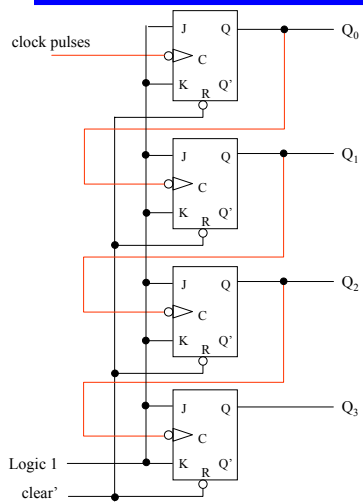 J Q Q0
clock pulses
C
K Q’
R
J Q Q1
C
K Q’
R
J Q Q2
C
K Q’
R
J Q Q3
C
Logic 1 K Q’
R
clear’